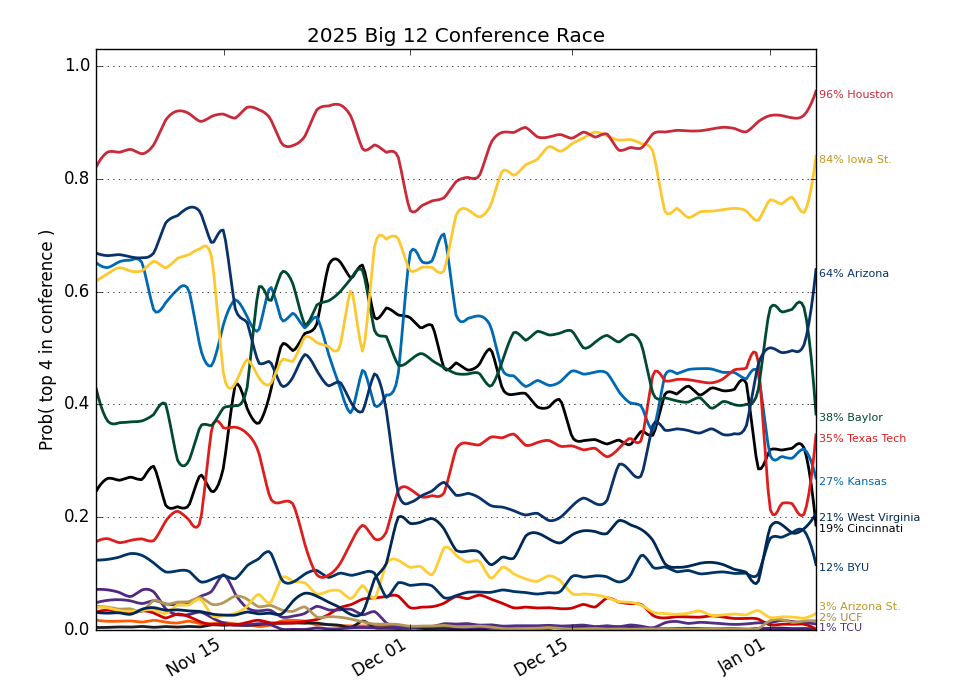 2025 Big 12 Conference Race
Prob( top 4 in conference )
1.0
0.8
0.6
0.4
0.2
0.0
Nov 15
Dec 01
Dec 15
Jan 01
96% Houston
84% Iowa St.
64% Arizona
38% Baylor
35% Texas Tech
27% Kansas
21% West Virginia
19% Cincinnati
12% BYU
3% Arizona St.
2% UCF
1% TCU